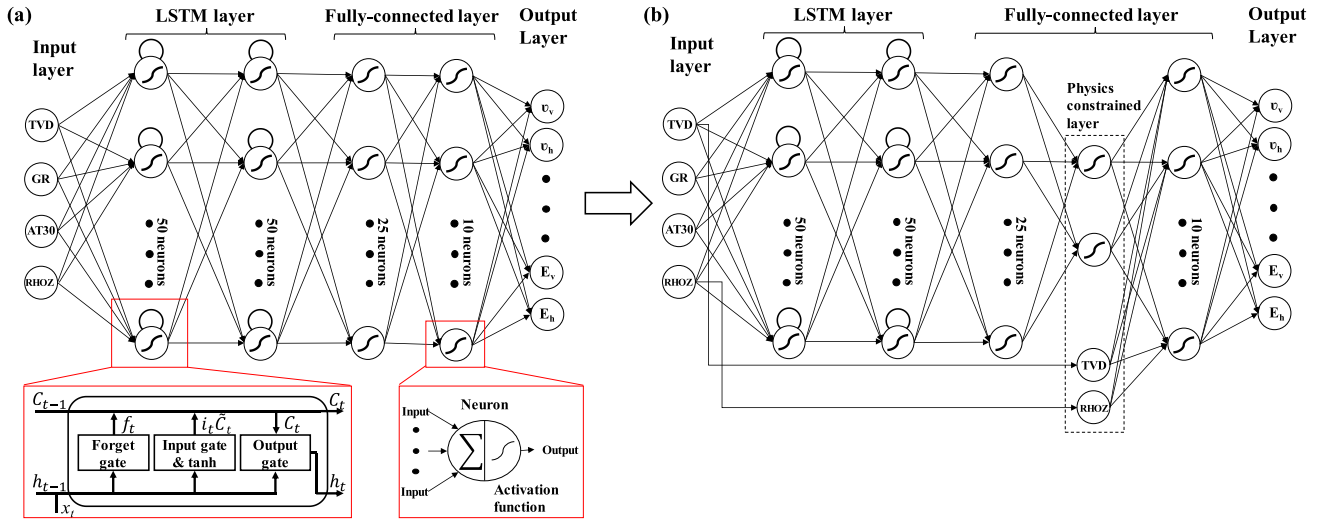 (a)
LSTM layer
Fully-connected layer
Output
Layer
Input
layer
TVD
GR
AT30
RHOZ
50 neurons
50 neurons
25 neurons
10 neurons
υᵥ
υₕ
Eᵥ
Eₕ
Cₜ₋₁
Cₜ
fₜ
iₜC̃ₜ
Cₜ
Forget
gate
Input gate
& tanh
Output
gate
hₜ₋₁
hₜ
xₜ
Neuron
Input
Input
Σ
Output
Activation
function
(b)
LSTM layer
Fully-connected layer
Output
Layer
Input
layer
Physics
constrained
layer
TVD
GR
AT30
RHOZ
50 neurons
50 neurons
25 neurons
10 neurons
TVD
RHOZ
υᵥ
υₕ
Eᵥ
Eₕ